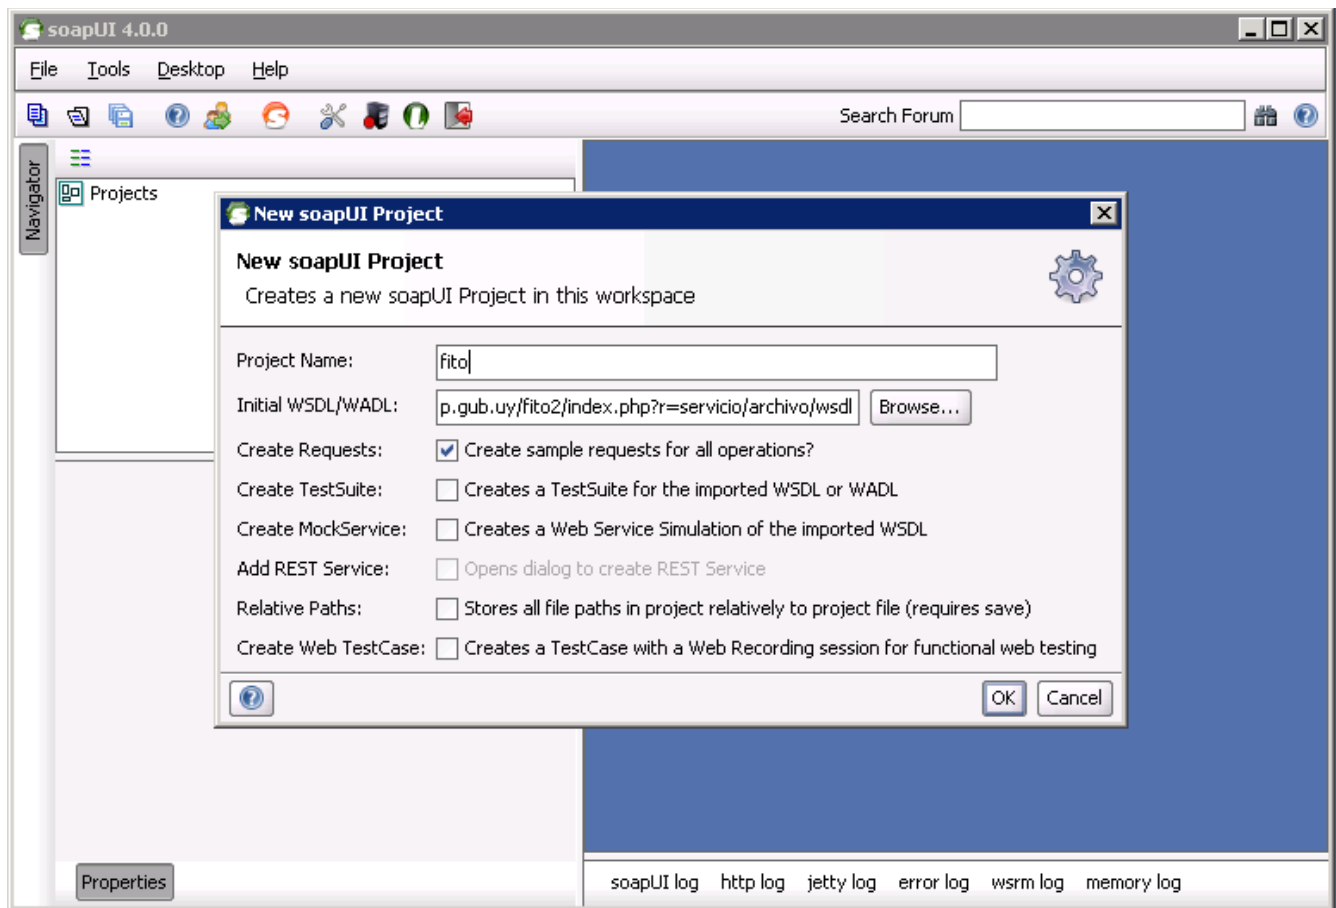 soapUI 4.0.0
File Tools Desktop Help
Search Forum
Navigator
Projects
New soapUI Project
New soapUI Project
Creates a new soapUI Project in this workspace
Project Name: fito
Initial WSDL/WADL: p.gub.uy/fito2/index.php?r=servicio/archivo/wsdl Browse...
Create Requests: Create sample requests for all operations?
Create TestSuite: Creates a TestSuite for the imported WSDL or WADL
Create MockService: Creates a Web Service Simulation of the imported WSDL
Add REST Service: Opens dialog to create REST Service
Relative Paths: Stores all file paths in project relatively to project file (requires save)
Create Web TestCase: Creates a TestCase with a Web Recording session for functional web testing
OK Cancel
Properties
soapUI log http log jetty log error log wsrm log memory log